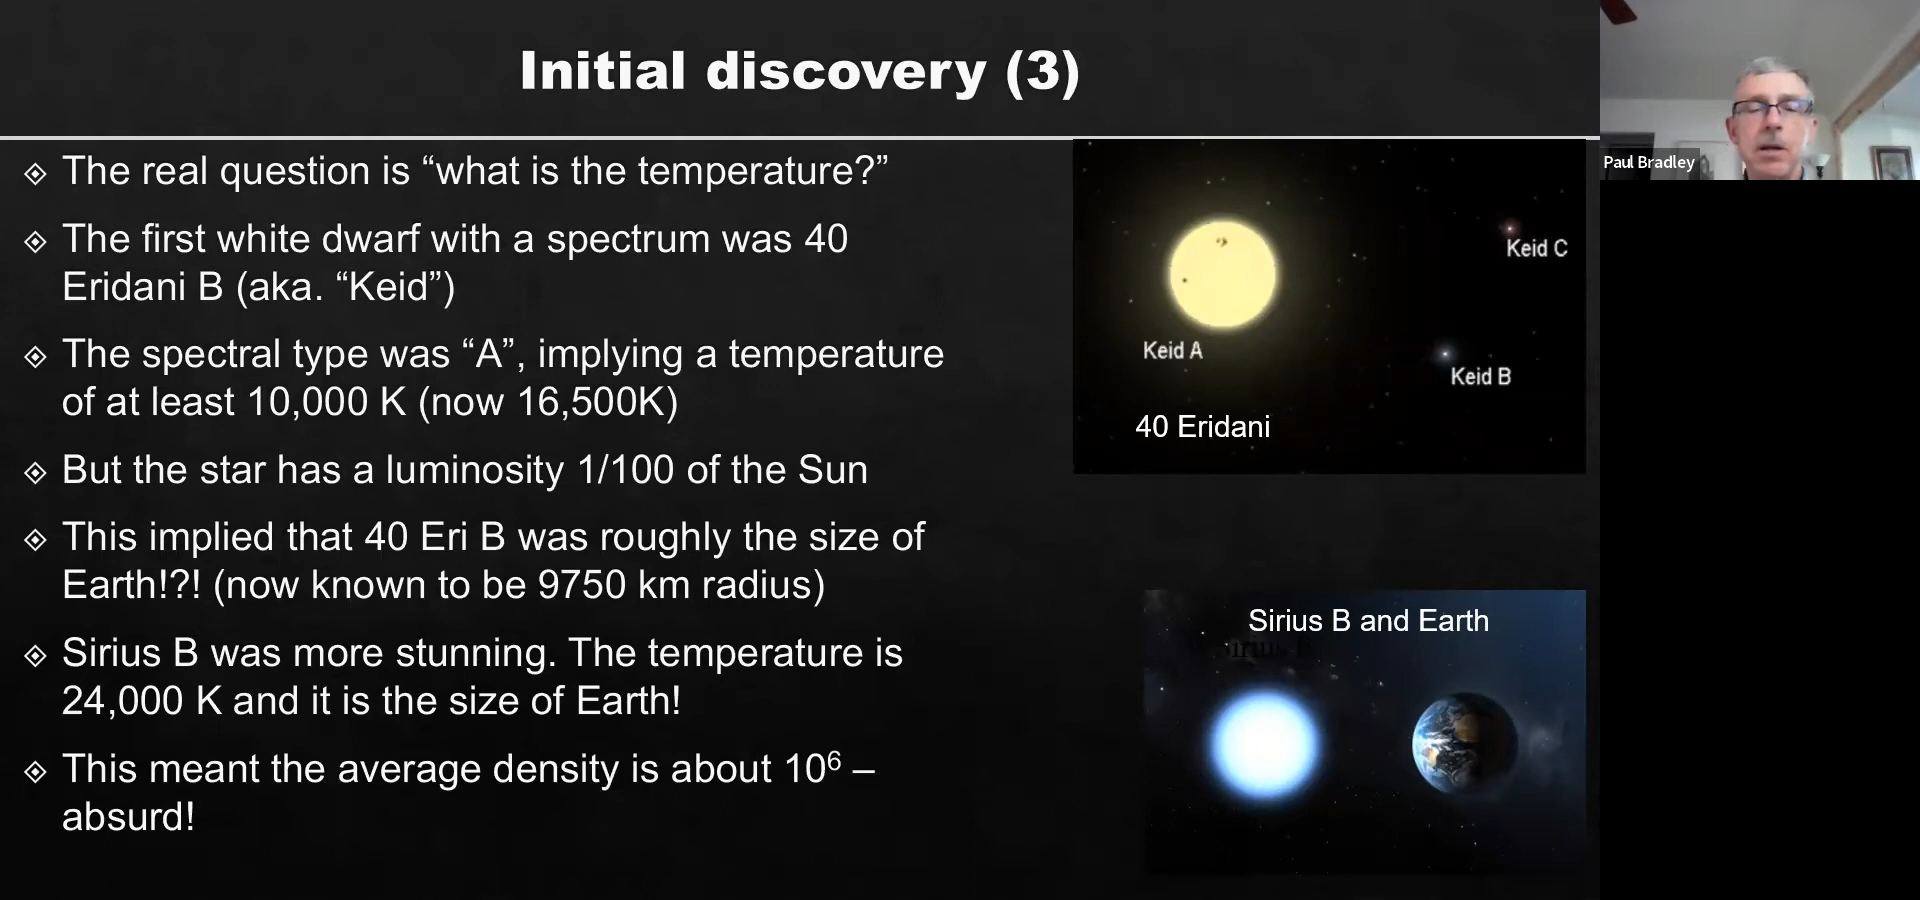 Initial discovery (3)
The real question is “what is the temperature?”
The first white dwarf with a spectrum was 40
Eridani B (aka. “Keid”)
The spectral type was “A”, implying a temperature
of at least 10,000 K (now 16,500K)
But the star has a luminosity 1/100 of the Sun
This implied that 40 Eri B was roughly the size of
Earth!?! (now known to be 9750 km radius)
Sirius B was more stunning. The temperature is
24,000 K and it is the size of Earth!
This meant the average density is about 10⁶ –
absurd!
Keid C
Keid A
Keid B
40 Eridani
Sirius B and Earth
Paul Bradley